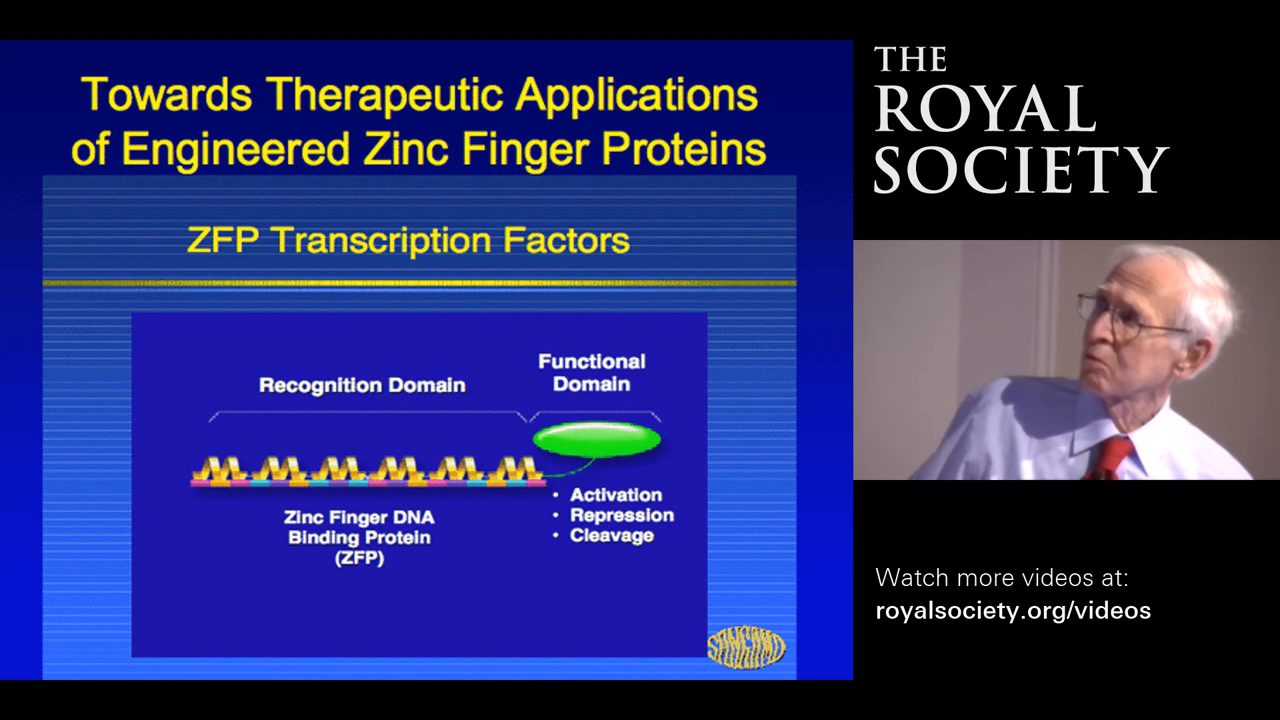 Towards Therapeutic Applications
of Engineered Zinc Finger Proteins
ZFP Transcription Factors
Recognition Domain
Functional
Domain
Zinc Finger DNA
Binding Protein
(ZFP)
• Activation
• Repression
• Cleavage
SANGAMO
THE
ROYAL
SOCIETY
Watch more videos at:
royalsociety.org/videos